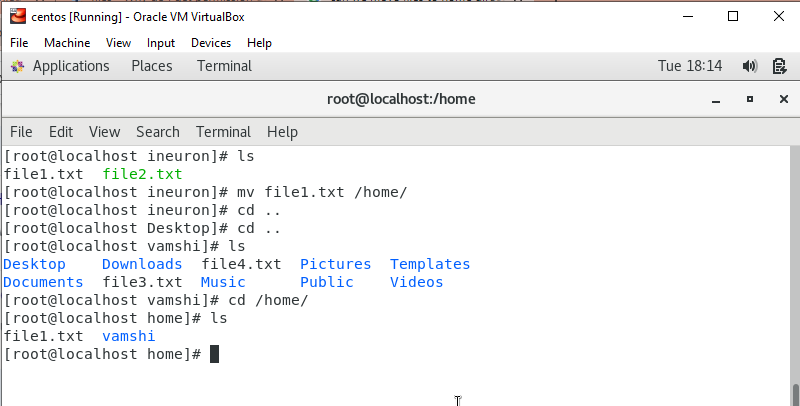 centos [Running] - Oracle VM VirtualBox
File Machine View Input Devices Help
Applications Places Terminal Tue 18:14
root@localhost:/home
File Edit View Search Terminal Help
[root@localhost ineuron]# ls
file1.txt file2.txt
[root@localhost ineuron]# mv file1.txt /home/
[root@localhost ineuron]# cd ..
[root@localhost Desktop]# cd ..
[root@localhost vamshi]# ls
Desktop Downloads file4.txt Pictures Templates
Documents file3.txt Music Public Videos
[root@localhost vamshi]# cd /home/
[root@localhost home]# ls
file1.txt vamshi
[root@localhost home]#